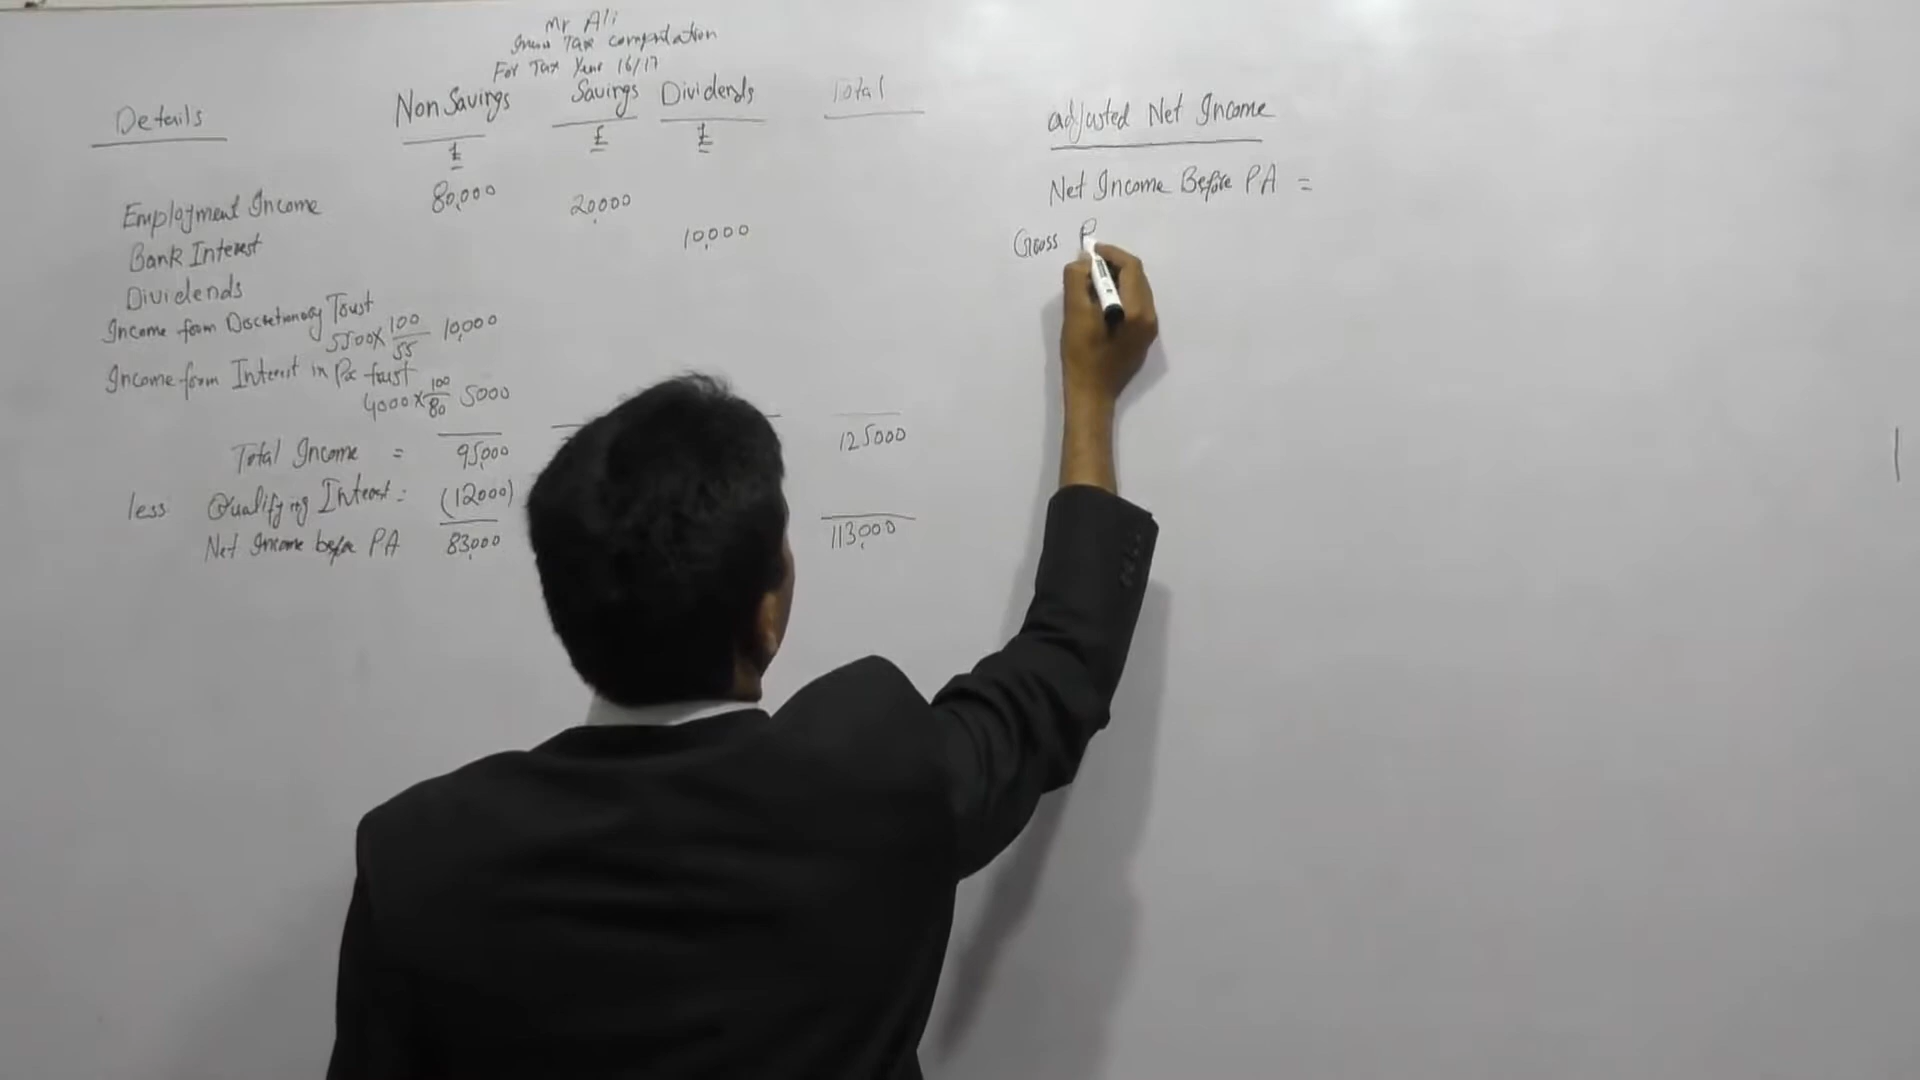 Mr Ali
Income Tax computation
For Tax Year 16/17
Details Non Savings Savings Dividends Total
£ £ £
Employment Income 80,000 20,000
Bank Interest 10,000
Dividends
Income from Discretionary Trust
5500 x 100/55 10,000
Income from Interest in Px trust
4000 x 100/80 5000
Total Income = 95,000 125000
less Qualifying Interest = (12000)
Net Income before PA 83,000 113,000
adjusted Net Income
Net Income Before PA =
Gross P